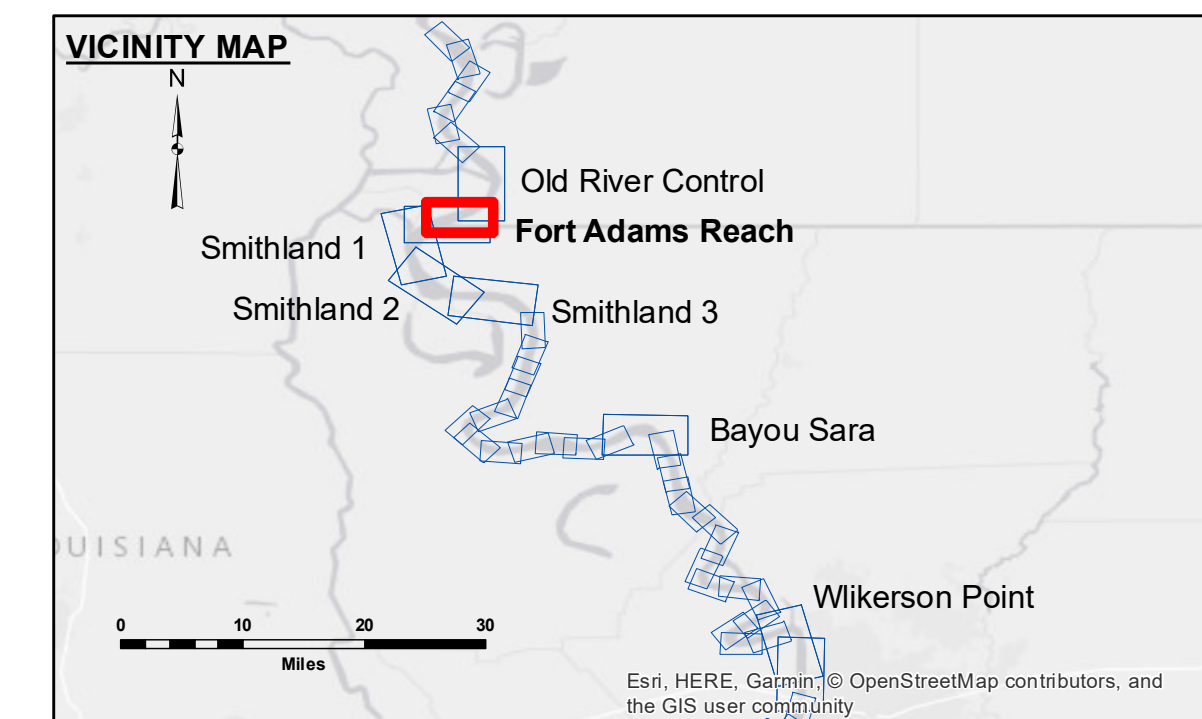 VICINITY MAP
N
Old River Control
Fort Adams Reach
Smithland 1
Smithland 2
Smithland 3
Bayou Sara
OUISIANA
Wlikerson Point
0 10 20 30
Miles
Esri, HERE, Garmin, © OpenStreetMap contributors, and
the GIS user community